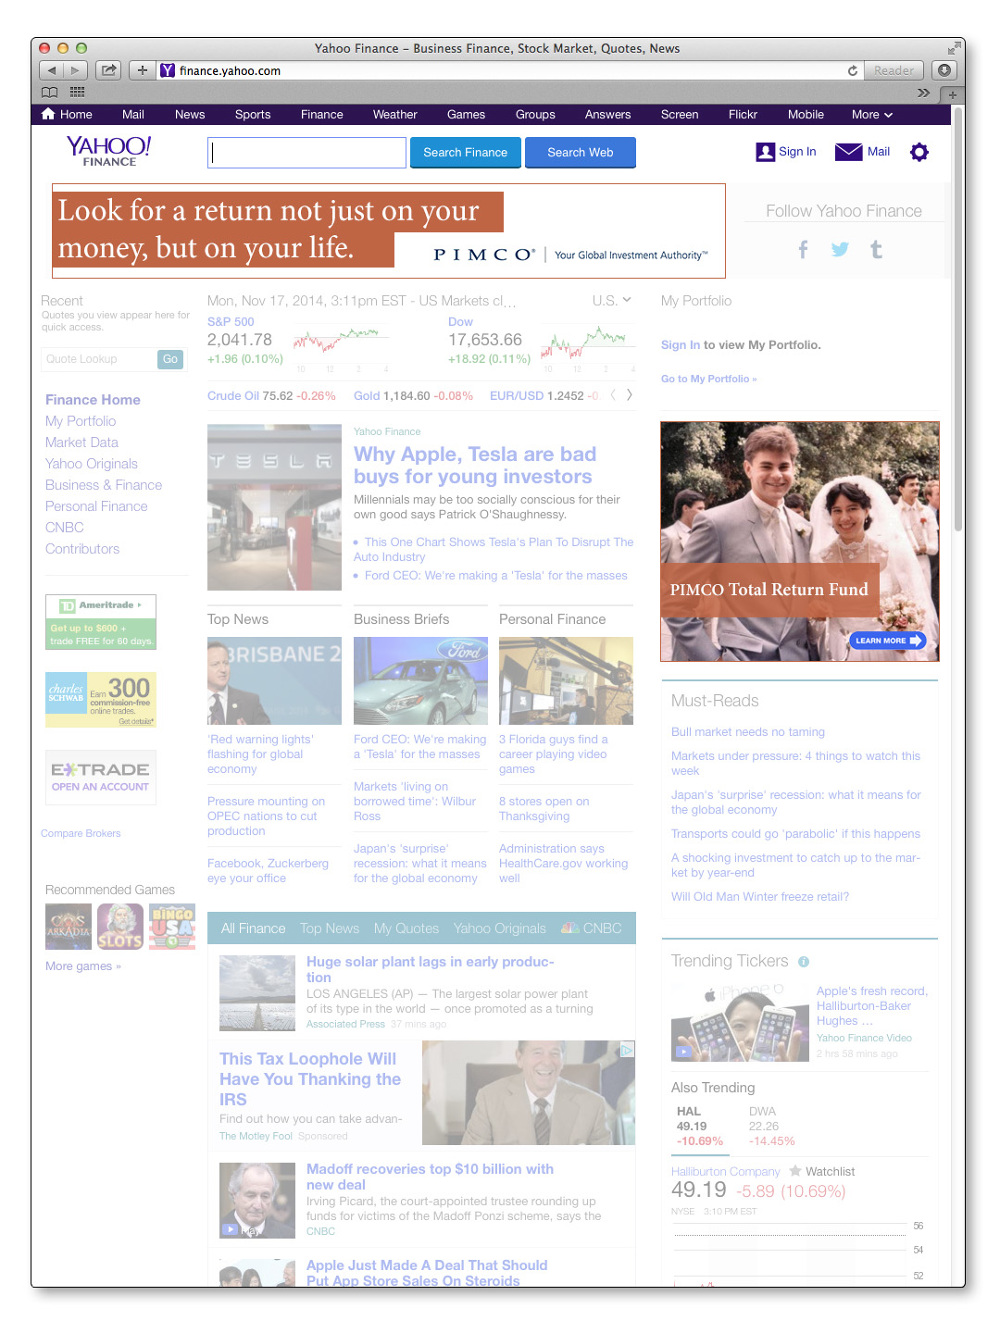 Yahoo Finance – Business Finance, Stock Market, Quotes, News
finance.yahoo.com
Reader
Home Mail News Sports Finance Weather Games Groups Answers Screen Flickr Mobile More
YAHOO!
FINANCE
Search Finance
Search Web
Sign In
Mail
Look for a return not just on your
money, but on your life.
PIMCO® | Your Global Investment Authority™
Follow Yahoo Finance
Recent
Quotes you view appear here for
quick access.
Quote Lookup
Go
Finance Home
My Portfolio
Market Data
Yahoo Originals
Business & Finance
Personal Finance
CNBC
Contributors
Ameritrade
Get up to $600 +
trade FREE for 60 days.
charles
SCHWAB
Earn 300
commission-free
online trades.
Get details*
E*TRADE
OPEN AN ACCOUNT
Compare Brokers
Recommended Games
SLOTS
BINGO
USA
More games »
Mon, Nov 17, 2014, 3:11pm EST - US Markets cl...
U.S.
S&P 500
2,041.78
+1.96 (0.10%)
10 12 3 4
Dow
17,653.66
+18.92 (0.11%)
10 12 3 4
Crude Oil 75.62 -0.26% Gold 1,184.60 -0.08% EUR/USD 1.2452 -0
TESLA
Yahoo Finance
Why Apple, Tesla are bad
buys for young investors
Millennials may be too socially conscious for their
own good says Patrick O'Shaughnessy.
• This One Chart Shows Tesla's Plan To Disrupt The
Auto Industry
• Ford CEO: We're making a 'Tesla' for the masses
Top News
BRISBANE 2
'Red warning lights'
flashing for global
economy
Pressure mounting on
OPEC nations to cut
production
Facebook, Zuckerberg
eye your office
Business Briefs
Ford
Ford CEO: We're making
a 'Tesla' for the masses
Markets 'living on
borrowed time': Wilbur
Ross
Japan's 'surprise'
recession: what it means
for the global economy
Personal Finance
3 Florida guys find a
career playing video
games
8 stores open on
Thanksgiving
Administration says
HealthCare.gov working
well
All Finance Top News My Quotes Yahoo Originals CNBC
Huge solar plant lags in early produc-
tion
LOS ANGELES (AP) — The largest solar power plant
of its type in the world — once promoted as a turning
Associated Press 37 mins ago
This Tax Loophole Will
Have You Thanking the
IRS
Find out how you can take advan-
The Motley Fool Sponsored
Madoff recoveries top $10 billion with
new deal
Irving Picard, the court-appointed trustee rounding up
funds for victims of the Madoff Ponzi scheme, says the
CNBC
Apple Just Made A Deal That Should
Put App Store Sales On Steroids
My Portfolio
Sign In to view My Portfolio.
Go to My Portfolio »
PIMCO Total Return Fund
LEARN MORE
Must-Reads
Bull market needs no taming
Markets under pressure: 4 things to watch this
week
Japan's 'surprise' recession: what it means for
the global economy
Transports could go 'parabolic' if this happens
A shocking investment to catch up to the mar-
ket by year-end
Will Old Man Winter freeze retail?
Trending Tickers
iPhone 6
Apple's fresh record,
Halliburton-Baker
Hughes ...
Yahoo Finance Video
2 hrs 58 mins ago
Also Trending
HAL
49.19
-10.69%
DWA
22.26
-14.45%
Halliburton Company Watchlist
49.19 -5.89 (10.69%)
NYSE 3:10 PM EST
56
54
52